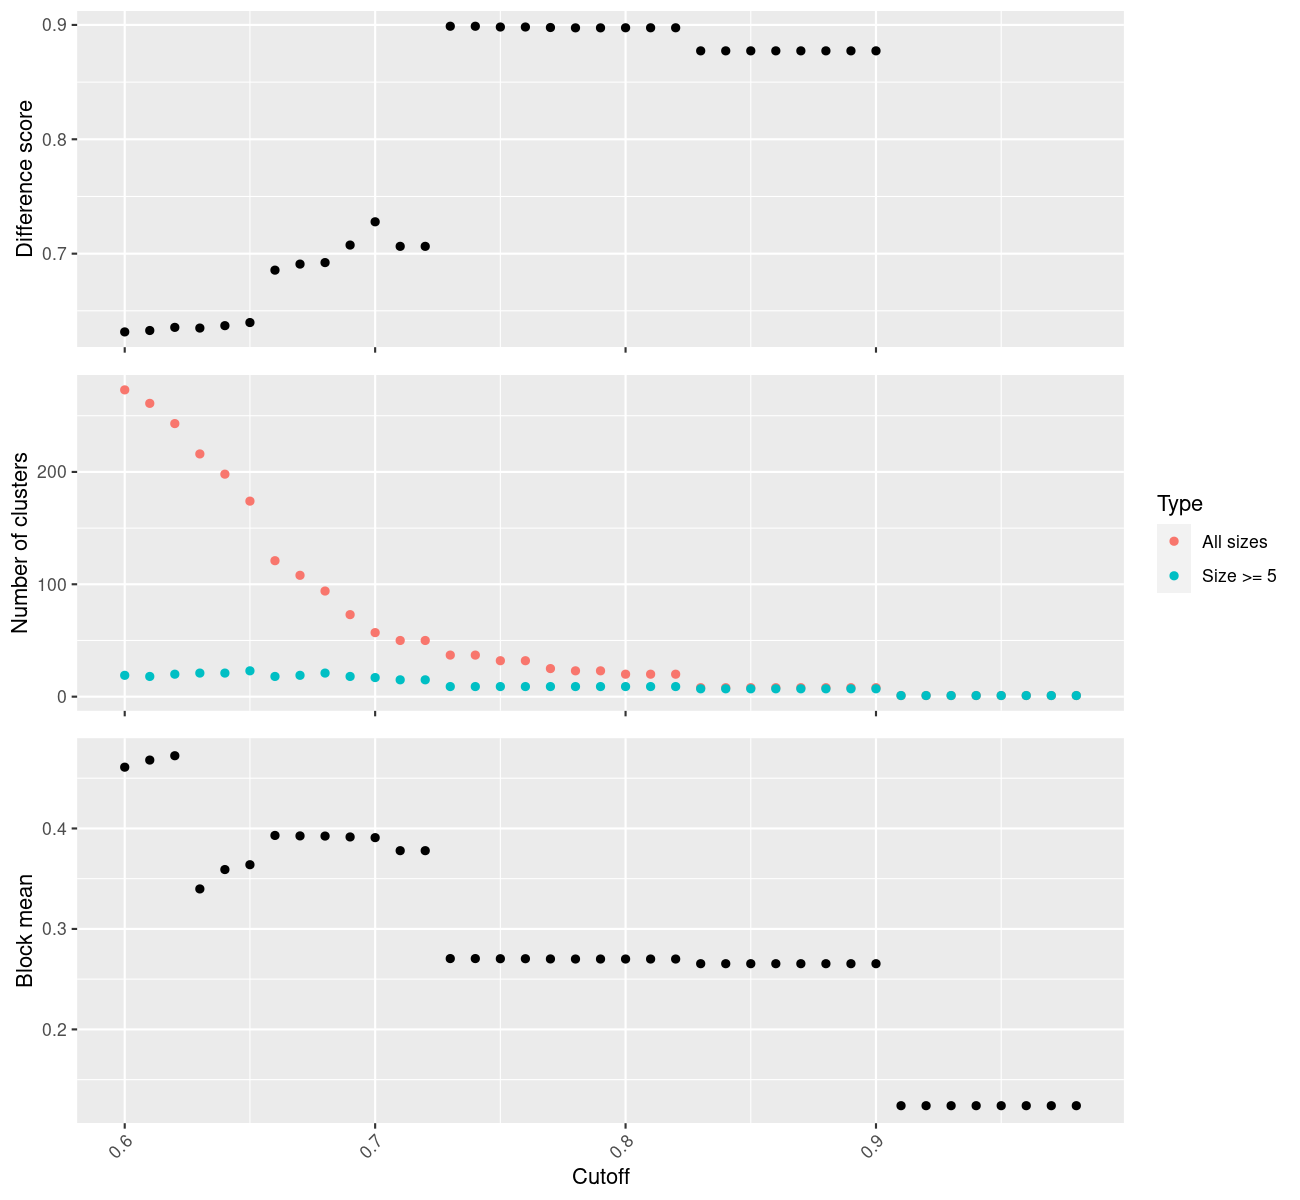 0.9
0.8
0.7
Difference score
200
100
0
Number of clusters
Type
All sizes
Size >= 5
0.4
0.3
0.2
Block mean
0.6
0.7
0.8
0.9
Cutoff